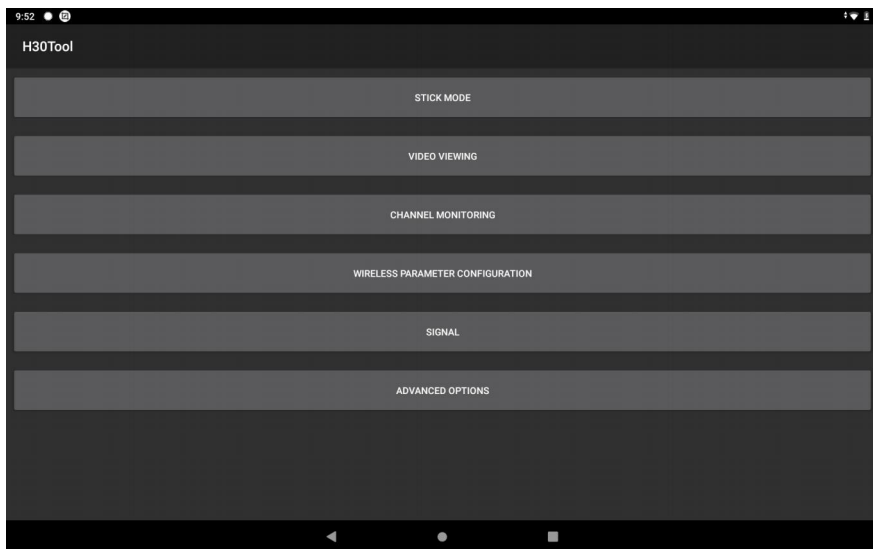 9:52
H30Tool
STICK MODE
VIDEO VIEWING
CHANNEL MONITORING
WIRELESS PARAMETER CONFIGURATION
SIGNAL
ADVANCED OPTIONS